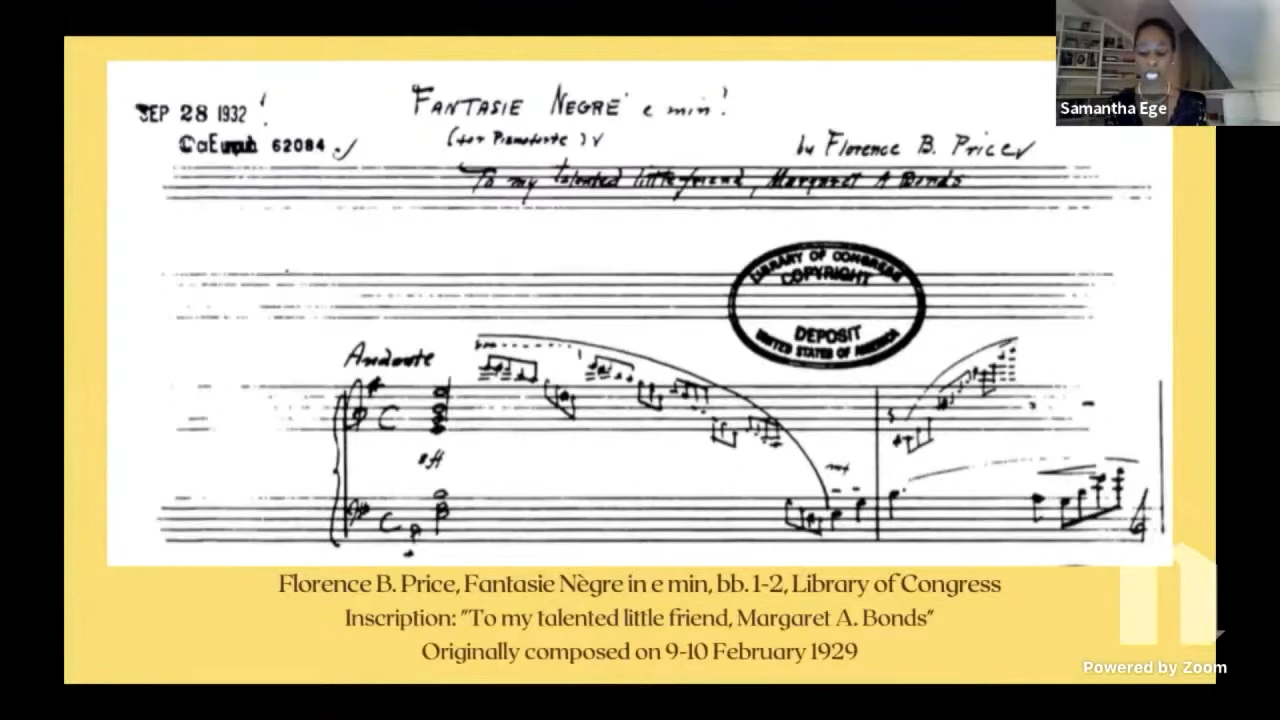 SEP 28 1932
62084
FANTASIE NEGRE e min!
(for Pianoforte)
by Florence B. Price
To my talented little friend, Margaret A Bonds
LIBRARY OF CONGRESS
COPYRIGHT
DEPOSIT
UNITED STATES OF AMERICA
Andante
mf
Florence B. Price, Fantasie Nègre in e min, bb. 1-2, Library of Congress
Inscription: "To my talented little friend, Margaret A. Bonds"
Originally composed on 9-10 February 1929
Samantha Ege
n
Powered by Zoom